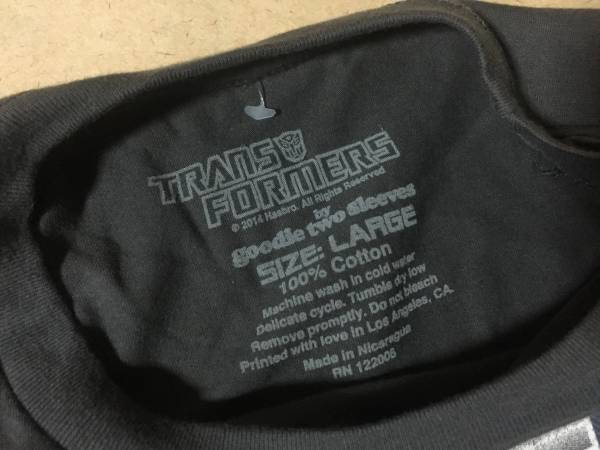 TRANS
FORMERS
© 2014 Hasbro. All Rights Reserved
by
goodie two sleeves
SIZE: LARGE
100% Cotton
Machine wash in cold water
Delicate cycle. Tumble dry low
Remove promptly. Do not bleach
Printed with love in Los Angeles, CA.
Made in Nicaragua
RN 122006